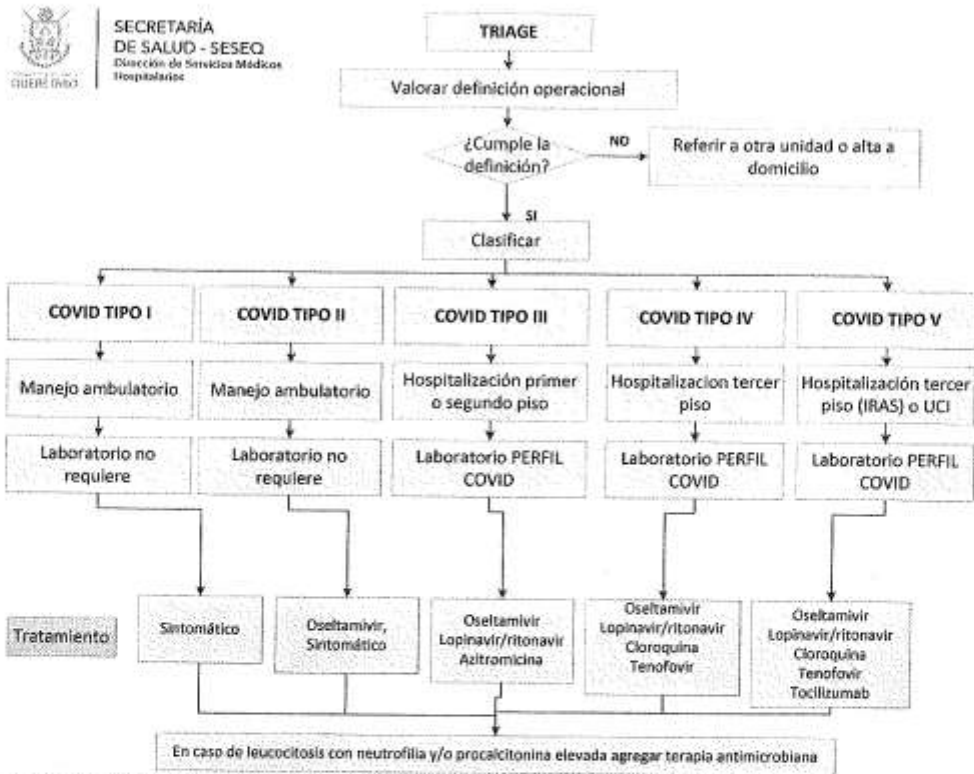 SECRETARÍA
DE SALUD - SESEQ
Dirección de Servicios Médicos
Hospitalarios
QUERÉTARO
TRIAGE
Valorar definición operacional
¿Cumple la
definición?
NO
Referir a otra unidad o alta a
domicilio
SI
Clasificar
COVID TIPO I
COVID TIPO II
COVID TIPO III
COVID TIPO IV
COVID TIPO V
Manejo ambulatorio
Manejo ambulatorio
Hospitalización primer
o segundo piso
Hospitalizacion tercer
piso
Hospitalización tercer
piso (IRAS) o UCI
Laboratorio no
requiere
Laboratorio no
requiere
Laboratorio PERFIL
COVID
Laboratorio PERFIL
COVID
Laboratorio PERFIL
COVID
Tratamiento
Sintomático
Oseltamivir,
Sintomático
Oseltamivir
Lopinavir/ritonavir
Azitromicina
Oseltamivir
Lopinavir/ritonavir
Cloroquina
Tenofovir
Oseltamivir
Lopinavir/ritonavir
Cloroquina
Tenofovir
Tocilizumab
En caso de leucocitosis con neutrofilia y/o procalcitonina elevada agregar terapia antimicrobiana